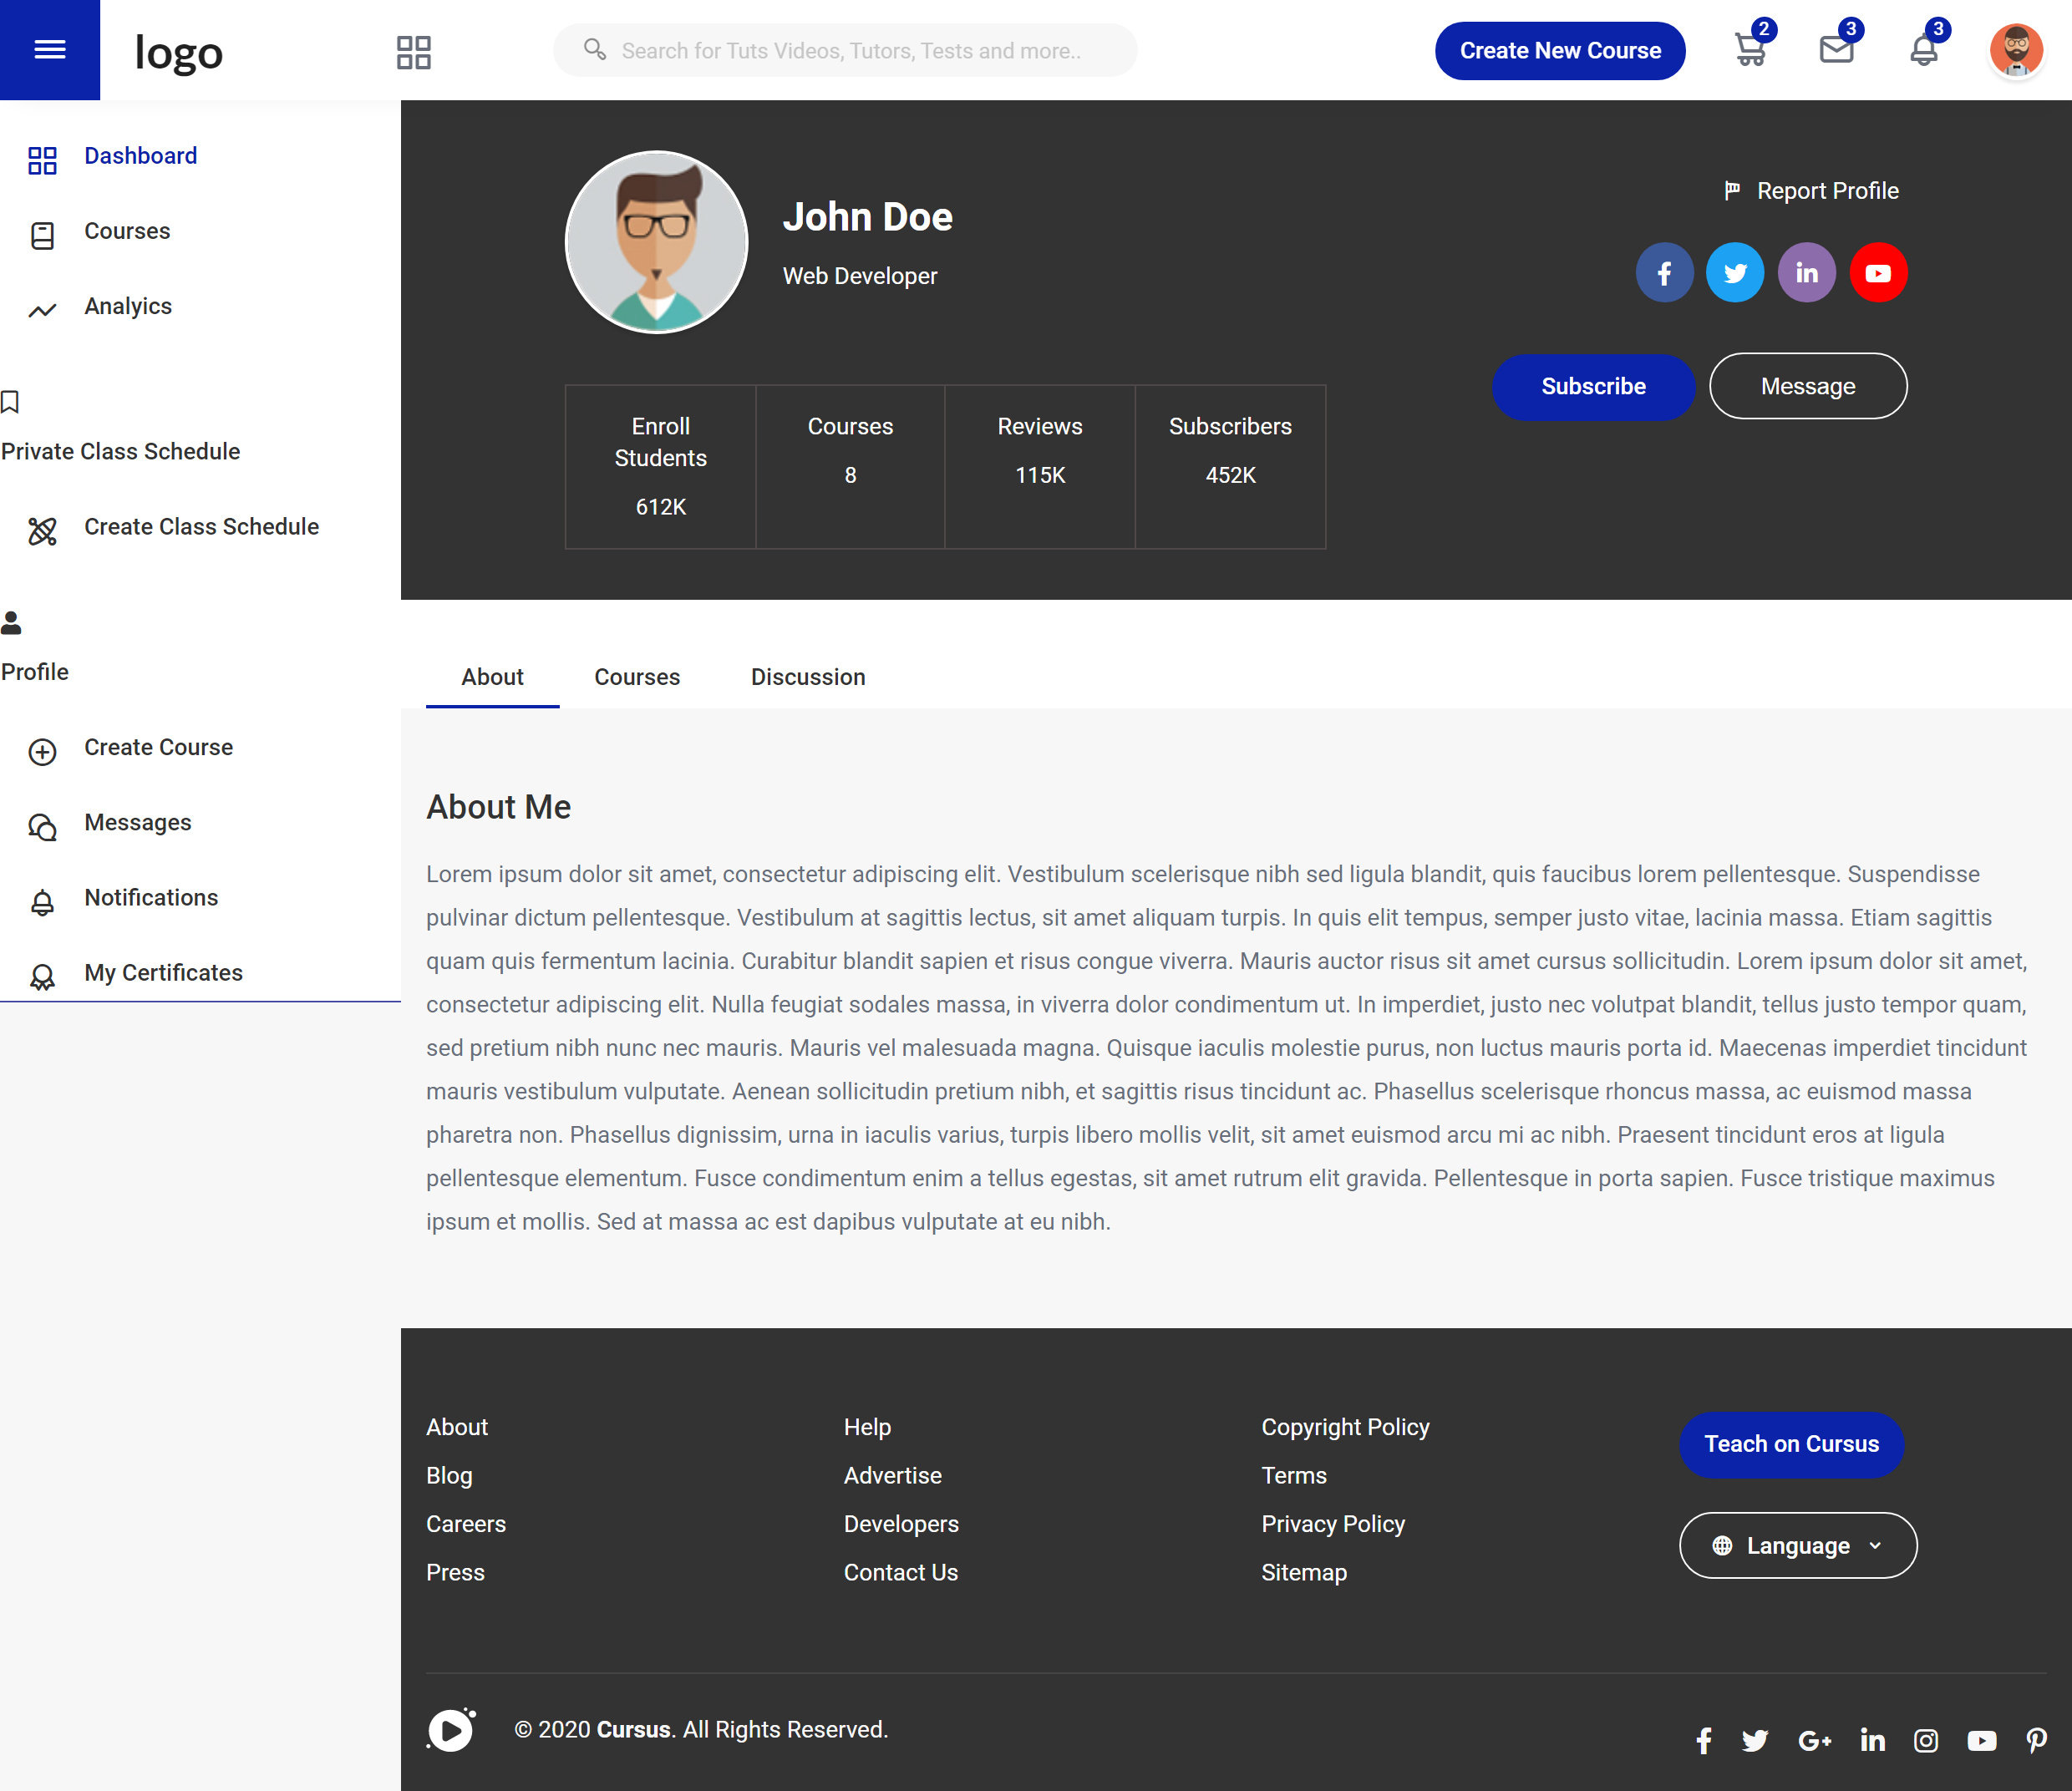 logo
Search for Tuts Videos, Tutors, Tests and more..
Create New Course
2
3
3
Dashboard
Courses
Analyics
Private Class Schedule
Create Class Schedule
Profile
Create Course
Messages
Notifications
My Certificates
John Doe
Web Developer
Report Profile
Subscribe
Message
Enroll
Students
612K
Courses
8
Reviews
115K
Subscribers
452K
About
Courses
Discussion
About Me
Lorem ipsum dolor sit amet, consectetur adipiscing elit. Vestibulum scelerisque nibh sed ligula blandit, quis faucibus lorem pellentesque. Suspendisse
pulvinar dictum pellentesque. Vestibulum at sagittis lectus, sit amet aliquam turpis. In quis elit tempus, semper justo vitae, lacinia massa. Etiam sagittis
quam quis fermentum lacinia. Curabitur blandit sapien et risus congue viverra. Mauris auctor risus sit amet cursus sollicitudin. Lorem ipsum dolor sit amet,
consectetur adipiscing elit. Nulla feugiat sodales massa, in viverra dolor condimentum ut. In imperdiet, justo nec volutpat blandit, tellus justo tempor quam,
sed pretium nibh nunc nec mauris. Mauris vel malesuada magna. Quisque iaculis molestie purus, non luctus mauris porta id. Maecenas imperdiet tincidunt
mauris vestibulum vulputate. Aenean sollicitudin pretium nibh, et sagittis risus tincidunt ac. Phasellus scelerisque rhoncus massa, ac euismod massa
pharetra non. Phasellus dignissim, urna in iaculis varius, turpis libero mollis velit, sit amet euismod arcu mi ac nibh. Praesent tincidunt eros at ligula
pellentesque elementum. Fusce condimentum enim a tellus egestas, sit amet rutrum elit gravida. Pellentesque in porta sapien. Fusce tristique maximus
ipsum et mollis. Sed at massa ac est dapibus vulputate at eu nibh.
About
Blog
Careers
Press
Help
Advertise
Developers
Contact Us
Copyright Policy
Terms
Privacy Policy
Sitemap
Teach on Cursus
Language
© 2020 Cursus. All Rights Reserved.